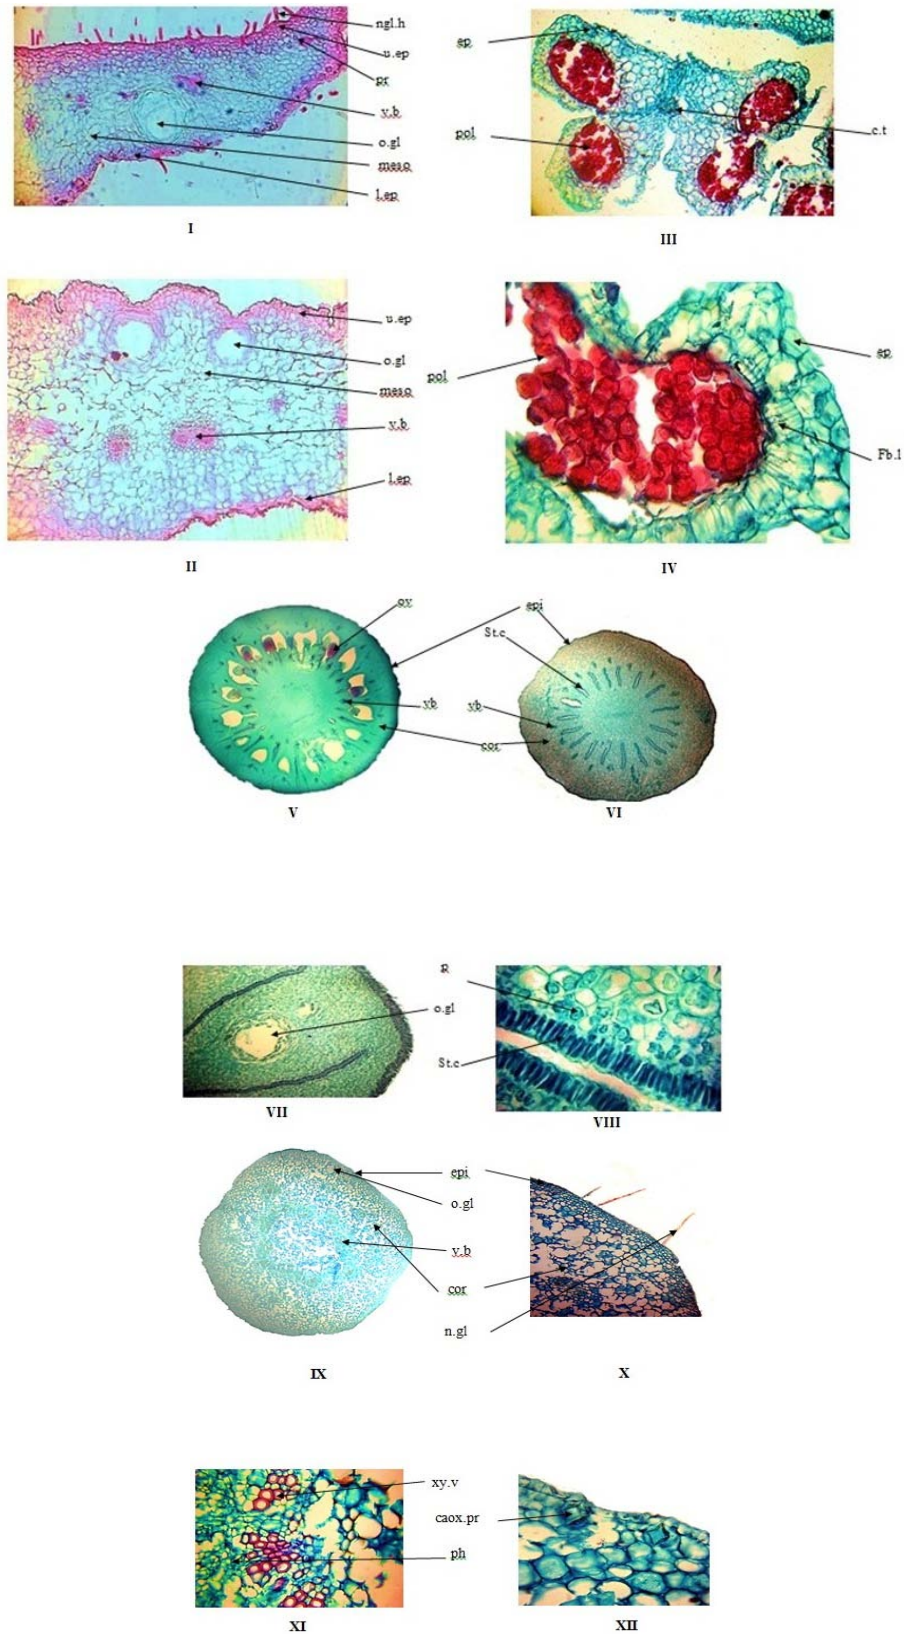 ngl.h
u.ep
pr
v.b
o.gl
meso
l.ep
I
ep
pol
c.t
III
u.ep
o.gl
meso
v.b
l.ep
II
pol
ep
Fb.l
IV
ov
epi
St.c
vb
vb
cor
V
VI
p
o.gl
St.c
VII
VIII
epi
o.gl
v.b
cor
n.gl
IX
X
xy.v
caox.pr
ph
XI
XII